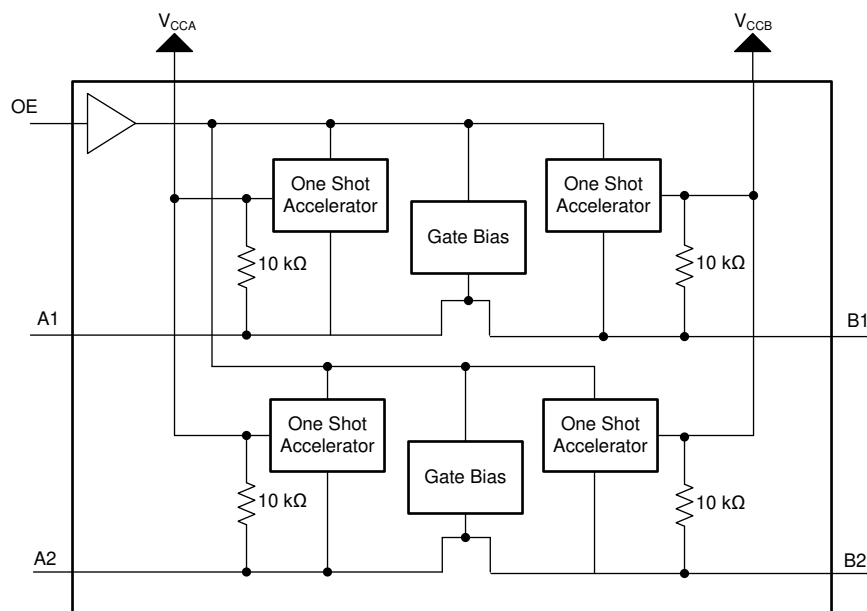 VCCA
VCCB
OE
One Shot
Accelerator
One Shot
Accelerator
Gate Bias
10 kΩ
10 kΩ
A1
B1
One Shot
Accelerator
One Shot
Accelerator
Gate Bias
10 kΩ
10 kΩ
A2
B2